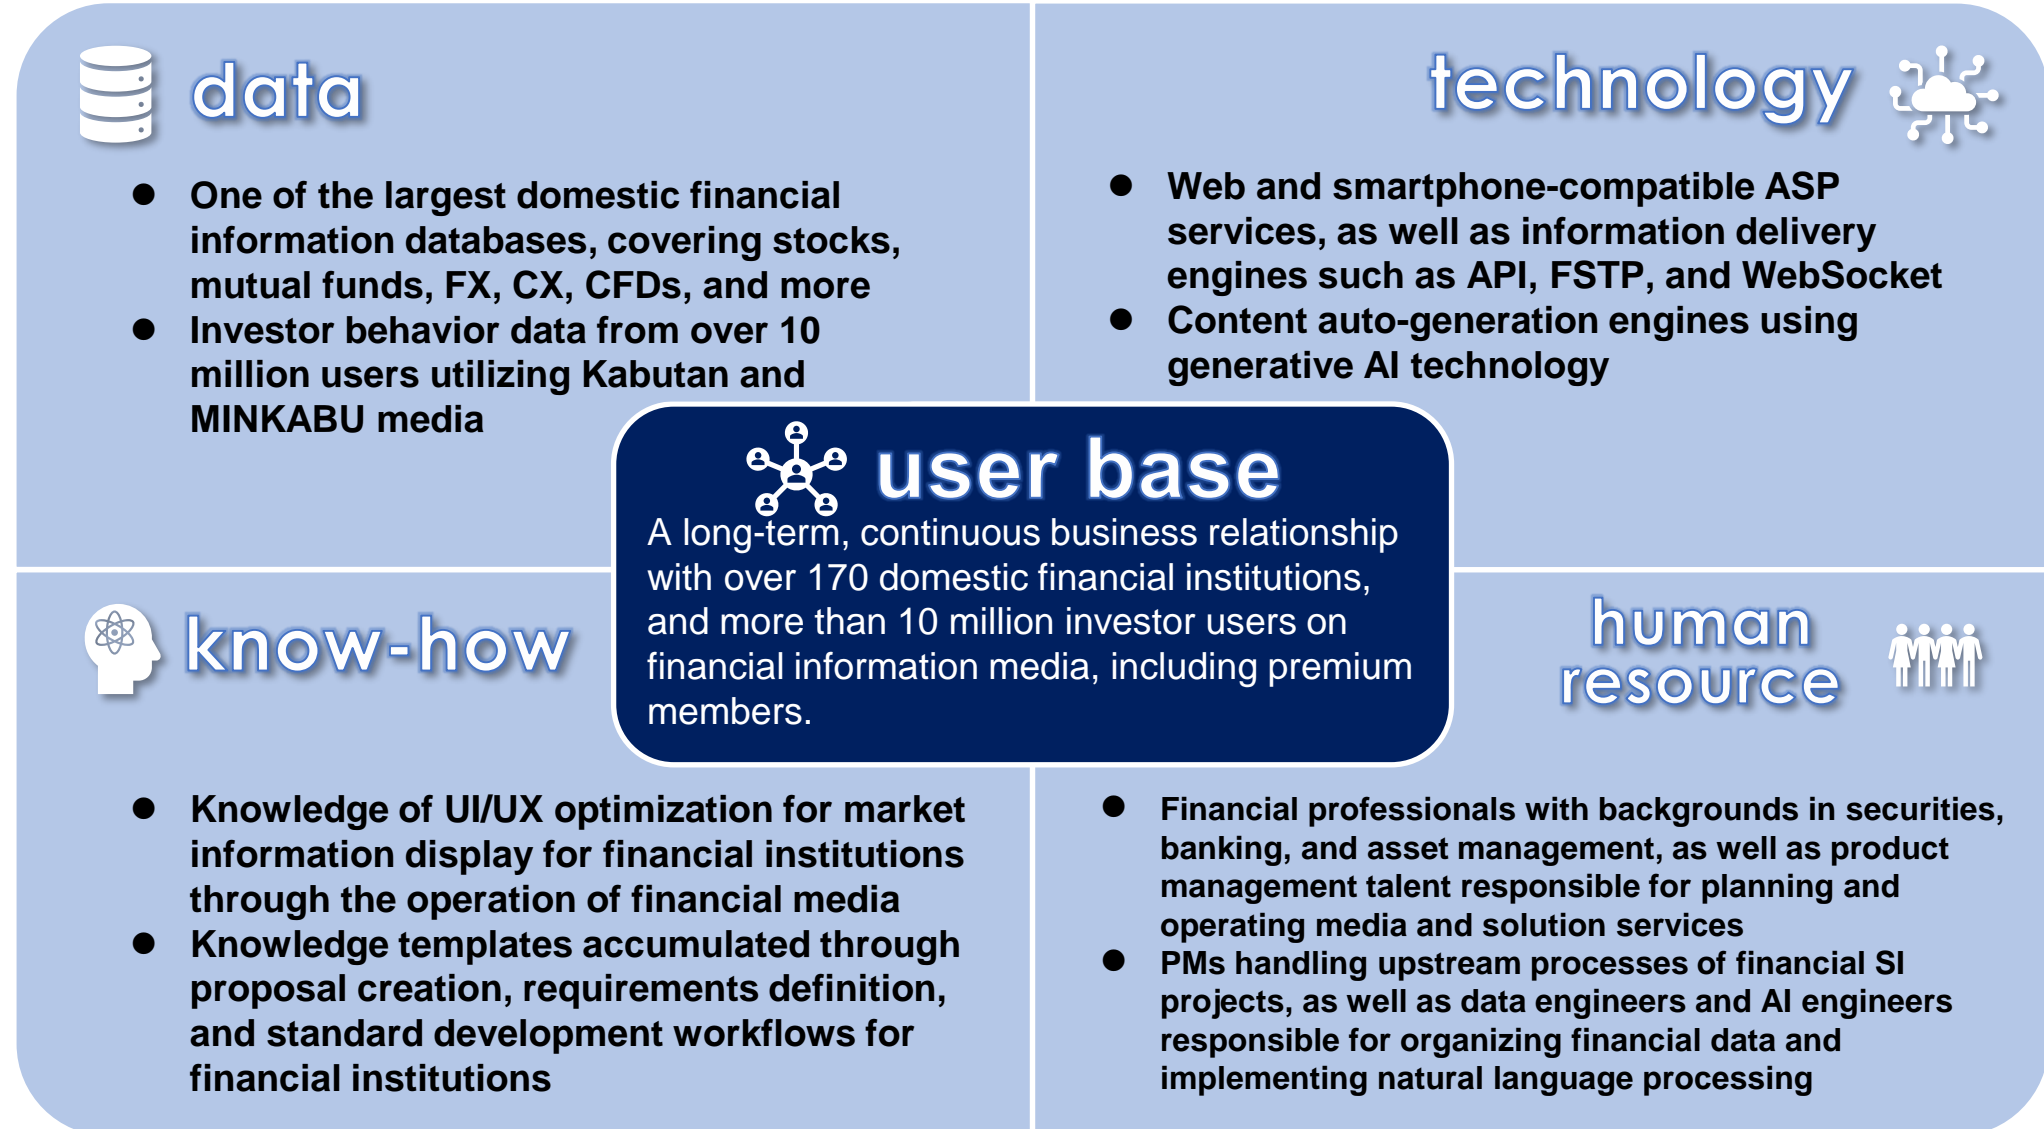 data
One of the largest domestic financial
information databases, covering stocks,
mutual funds, FX, CX, CFDs, and more
Investor behavior data from over 10
million users utilizing Kabutan and
MINKABU media
technology
Web and smartphone-compatible ASP
services, as well as information delivery
engines such as API, FSTP, and WebSocket
Content auto-generation engines using
generative AI technology
user base
A long-term, continuous business relationship
with over 170 domestic financial institutions,
and more than 10 million investor users on
financial information media, including premium
members.
know-how
Knowledge of UI/UX optimization for market
information display for financial institutions
through the operation of financial media
Knowledge templates accumulated through
proposal creation, requirements definition,
and standard development workflows for
financial institutions
human
resource
Financial professionals with backgrounds in securities,
banking, and asset management, as well as product
management talent responsible for planning and
operating media and solution services
PMs handling upstream processes of financial SI
projects, as well as data engineers and AI engineers
responsible for organizing financial data and
implementing natural language processing